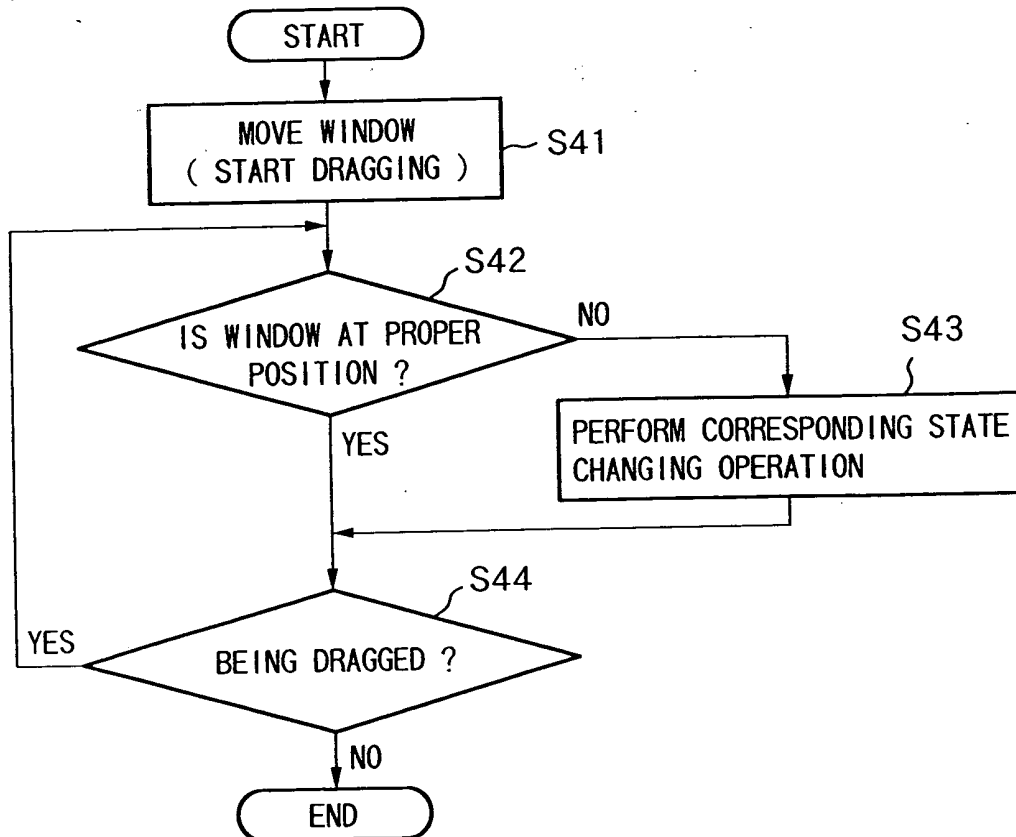 START
MOVE WINDOW
( START DRAGGING )
S41
S42
IS WINDOW AT PROPER
POSITION ?
NO
S43
YES
PERFORM CORRESPONDING STATE
CHANGING OPERATION
S44
YES
BEING DRAGGED ?
NO
END